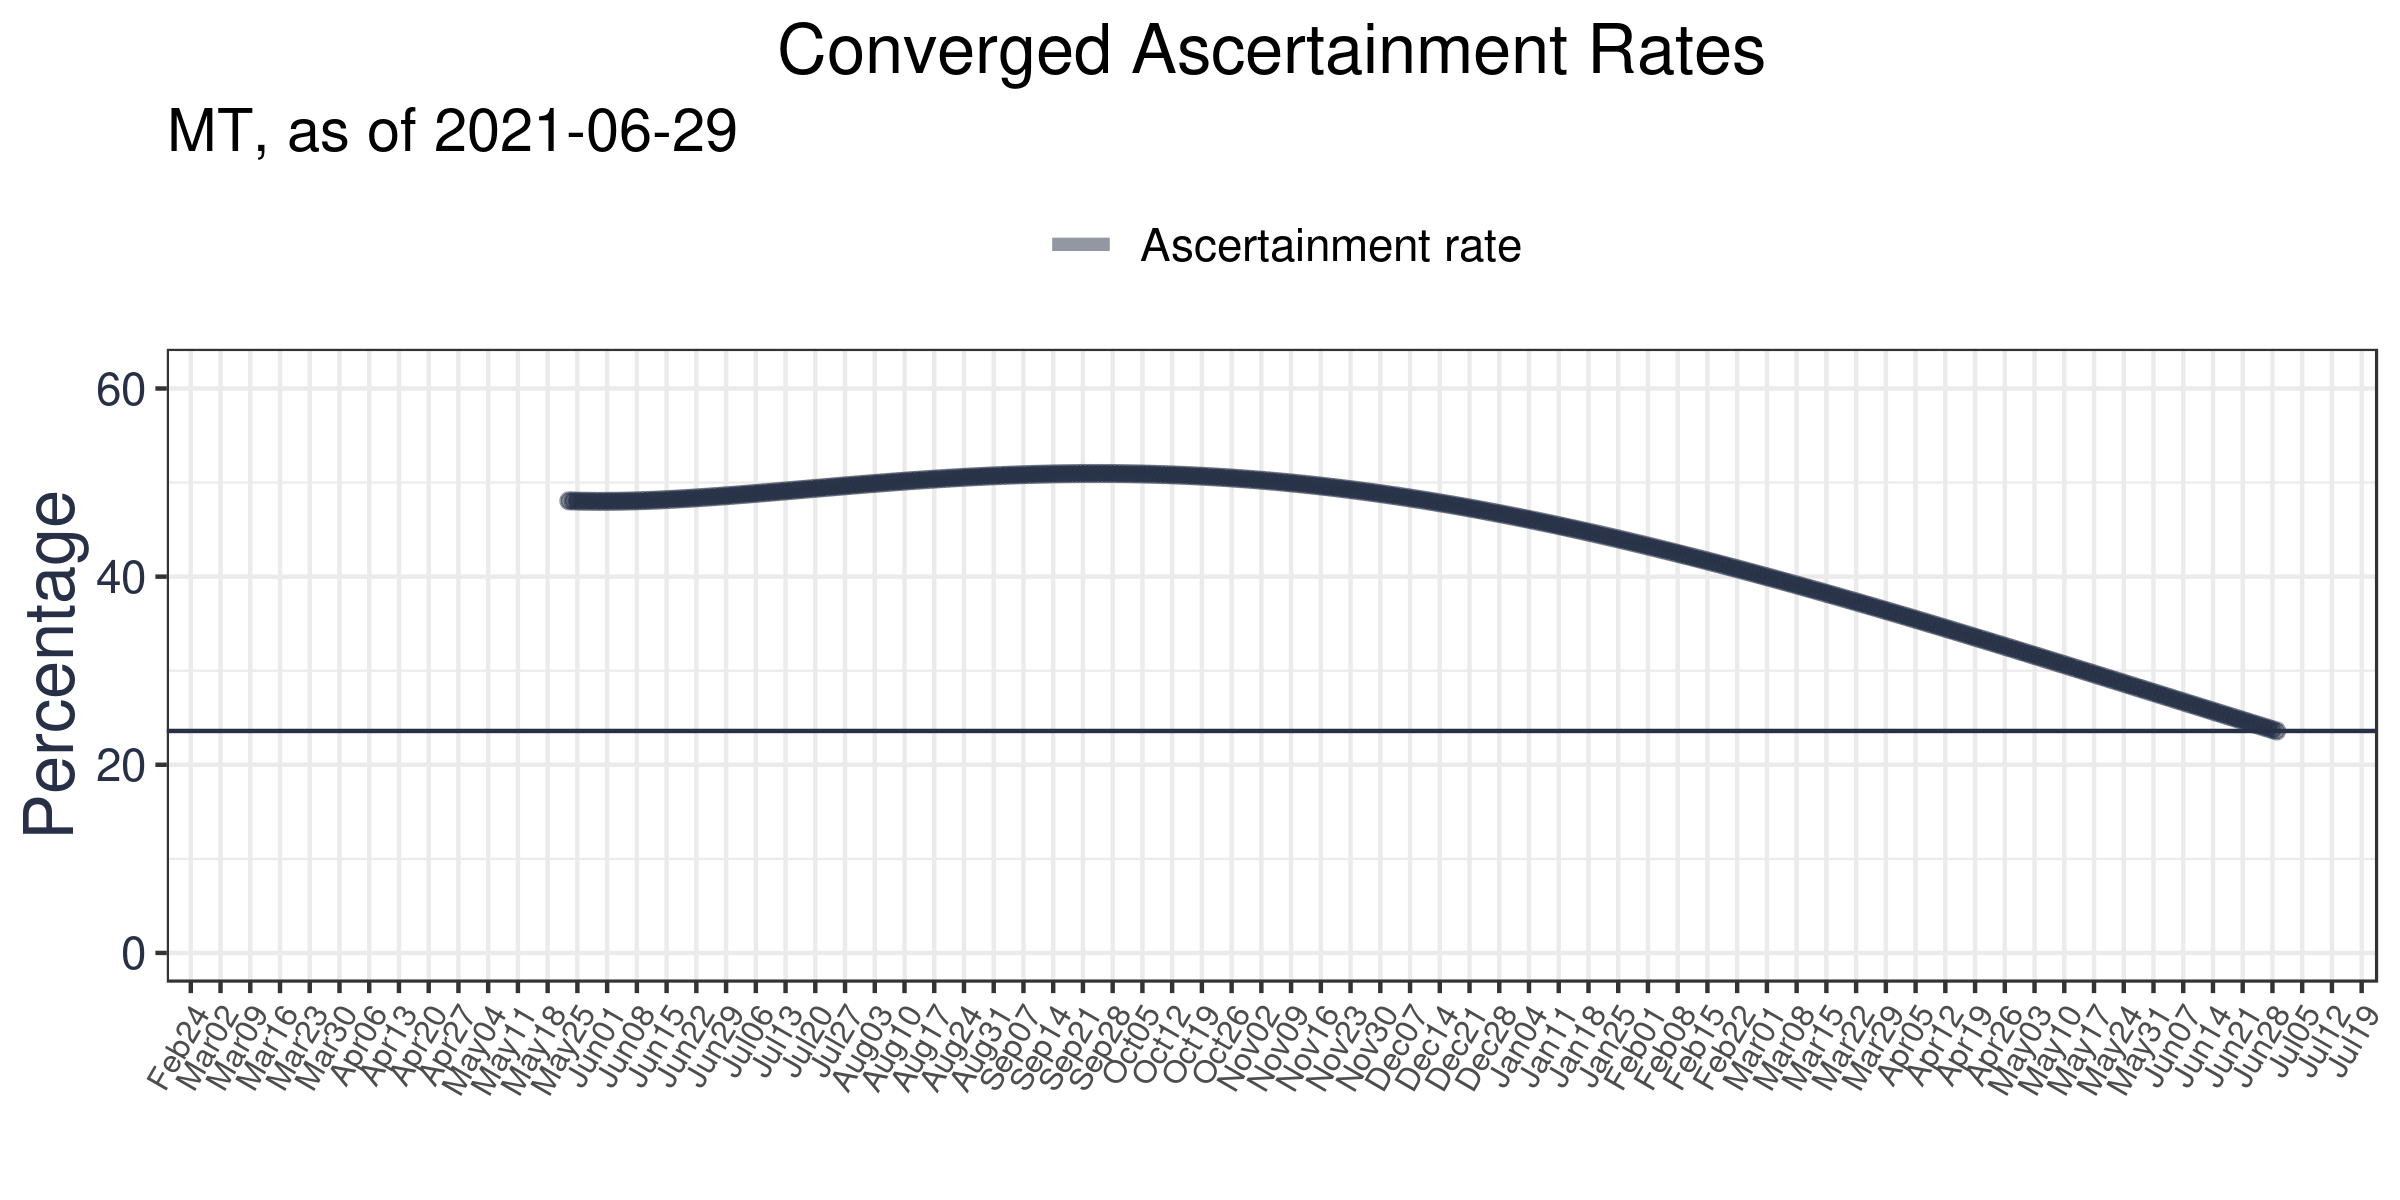 Converged Ascertainment Rates
MT, as of 2021-06-29
Ascertainment rate
Percentage
60
40
20
0
Feb24
Mar02
Mar09
Mar16
Mar23
Mar30
Apr06
Apr13
Apr20
Apr27
May04
May11
May18
May25
Jun01
Jun08
Jun15
Jun22
Jun29
Jul06
Jul13
Jul20
Jul27
Aug03
Aug10
Aug17
Aug24
Aug31
Sep07
Sep14
Sep21
Sep28
Oct05
Oct12
Oct19
Oct26
Nov02
Nov09
Nov16
Nov23
Nov30
Dec07
Dec14
Dec21
Dec28
Jan04
Jan11
Jan18
Jan25
Feb01
Feb08
Feb15
Feb22
Mar01
Mar08
Mar15
Mar22
Mar29
Apr05
Apr12
Apr19
Apr26
May03
May10
May17
May24
May31
Jun07
Jun14
Jun21
Jun28
Jul05
Jul12
Jul19